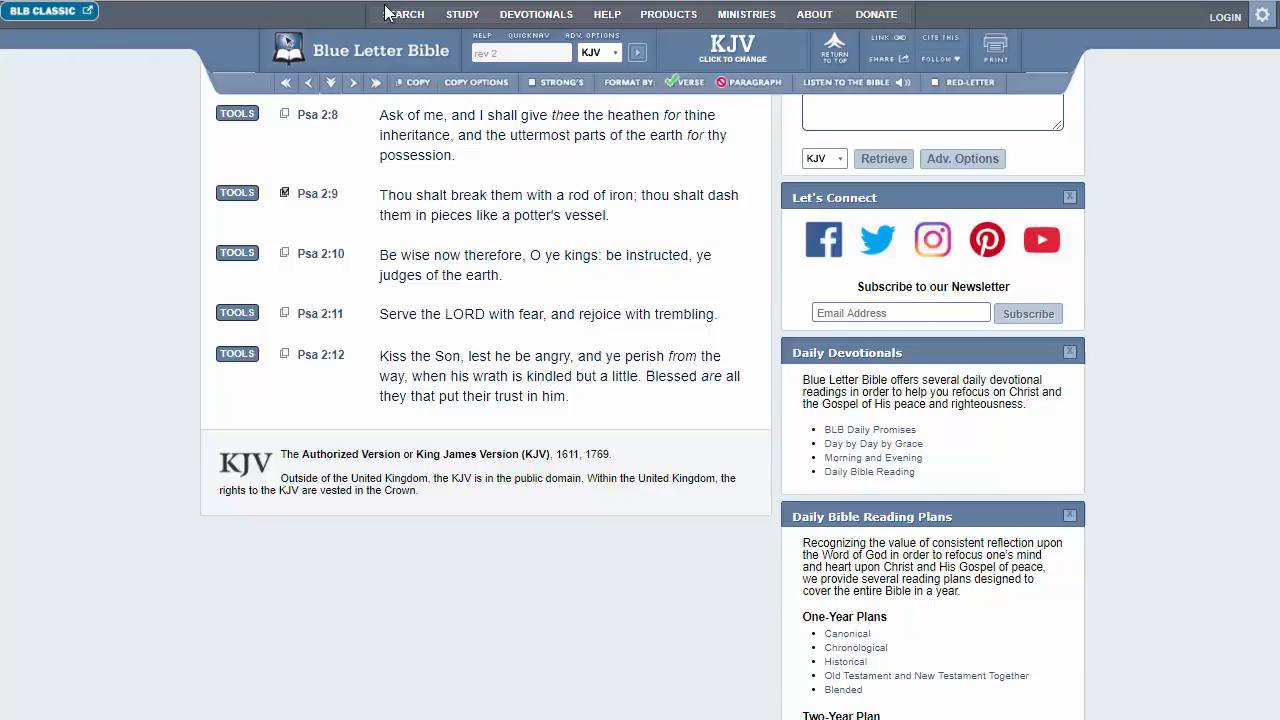 BLB CLASSIC
SEARCH STUDY DEVOTIONALS HELP PRODUCTS MINISTRIES ABOUT DONATE
LOGIN
Blue Letter Bible
HELP QUICKNAV ADV. OPTIONS
rev 2 KJV
KJV
CLICK TO CHANGE
RETURN TO TOP
LINK CITE THIS
SHARE FOLLOW
PRINT
COPY COPY OPTIONS STRONG'S FORMAT BY: VERSE PARAGRAPH LISTEN TO THE BIBLE RED-LETTER
TOOLS Psa 2:8 Ask of me, and I shall give thee the heathen for thine
inheritance, and the uttermost parts of the earth for thy
possession.
TOOLS Psa 2:9 Thou shalt break them with a rod of iron; thou shalt dash
them in pieces like a potter's vessel.
TOOLS Psa 2:10 Be wise now therefore, O ye kings: be instructed, ye
judges of the earth.
TOOLS Psa 2:11 Serve the LORD with fear, and rejoice with trembling.
TOOLS Psa 2:12 Kiss the Son, lest he be angry, and ye perish from the
way, when his wrath is kindled but a little. Blessed are all
they that put their trust in him.
KJV
The Authorized Version or King James Version (KJV), 1611, 1769.
Outside of the United Kingdom, the KJV is in the public domain. Within the United Kingdom, the
rights to the KJV are vested in the Crown.
KJV Retrieve Adv. Options
Let's Connect X
Subscribe to our Newsletter
Email Address Subscribe
Daily Devotionals X
Blue Letter Bible offers several daily devotional
readings in order to help you refocus on Christ and
the Gospel of His peace and righteousness.
BLB Daily Promises
Day by Day by Grace
Morning and Evening
Daily Bible Reading
Daily Bible Reading Plans X
Recognizing the value of consistent reflection upon
the Word of God in order to refocus one's mind
and heart upon Christ and His Gospel of peace,
we provide several reading plans designed to
cover the entire Bible in a year.
One-Year Plans
Canonical
Chronological
Historical
Old Testament and New Testament Together
Blended
Two-Year Plan